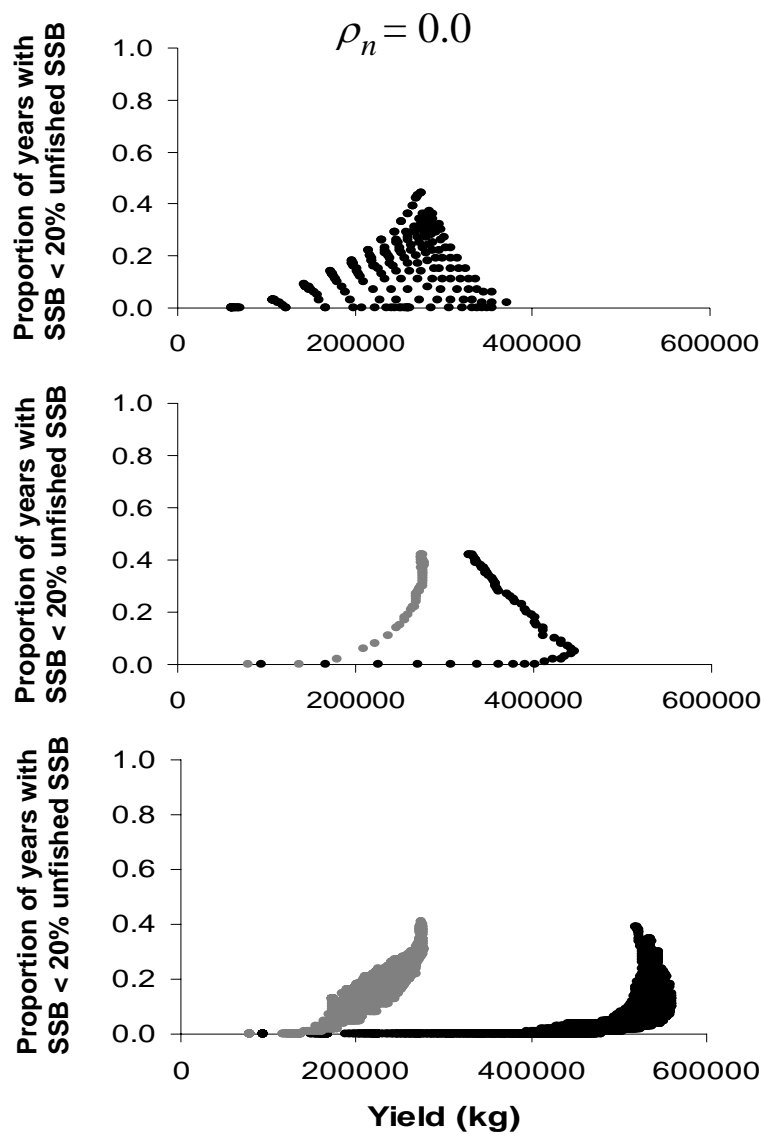 ρn = 0.0
Proportion of years with
SSB < 20% unfished SSB
1.0
0.8
0.6
0.4
0.2
0.0
0 200000 400000 600000
Proportion of years with
SSB < 20% unfished SSB
1.0
0.8
0.6
0.4
0.2
0.0
0 200000 400000 600000
Proportion of years with
SSB < 20% unfished SSB
1.0
0.8
0.6
0.4
0.2
0.0
0 200000 400000 600000
Yield (kg)